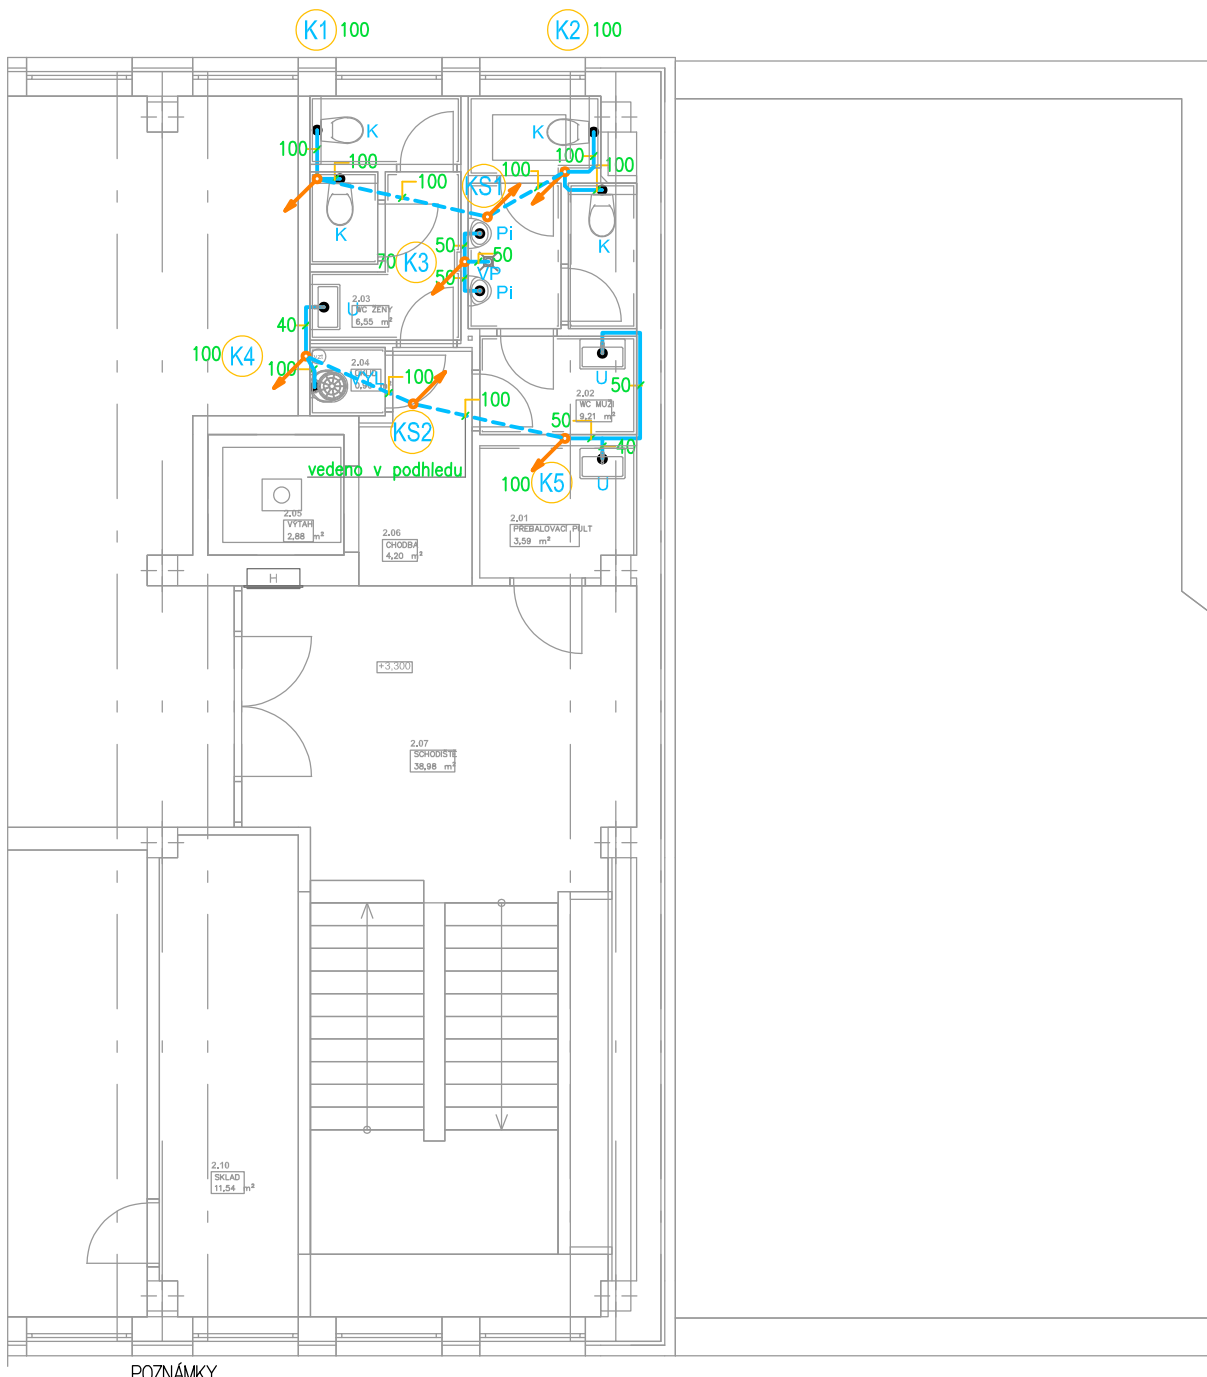 K1 100
K2 100
K
K
100
100
100
100
100
100
KS1
K
K
Pi
50
50
70
K3
VP
50
Pi
2.03
WC ŽENY
6,55 m²
U
40
100
K4
100
2.04
100
100
U
50
2.02
WC MUŽI
9,21 m²
KS2
50
40
vedeno v podhledu
100
K5
U
2.05
VÝTAH
2,88 m²
2.06
CHODBA
4,20 m²
2.01
PŘEBALOVACÍ PULT
3,59 m²
H
+3,300
2.07
SCHODIŠTĚ
38,98 m²
2.10
SKLAD
11,54 m²
POZNÁMKY